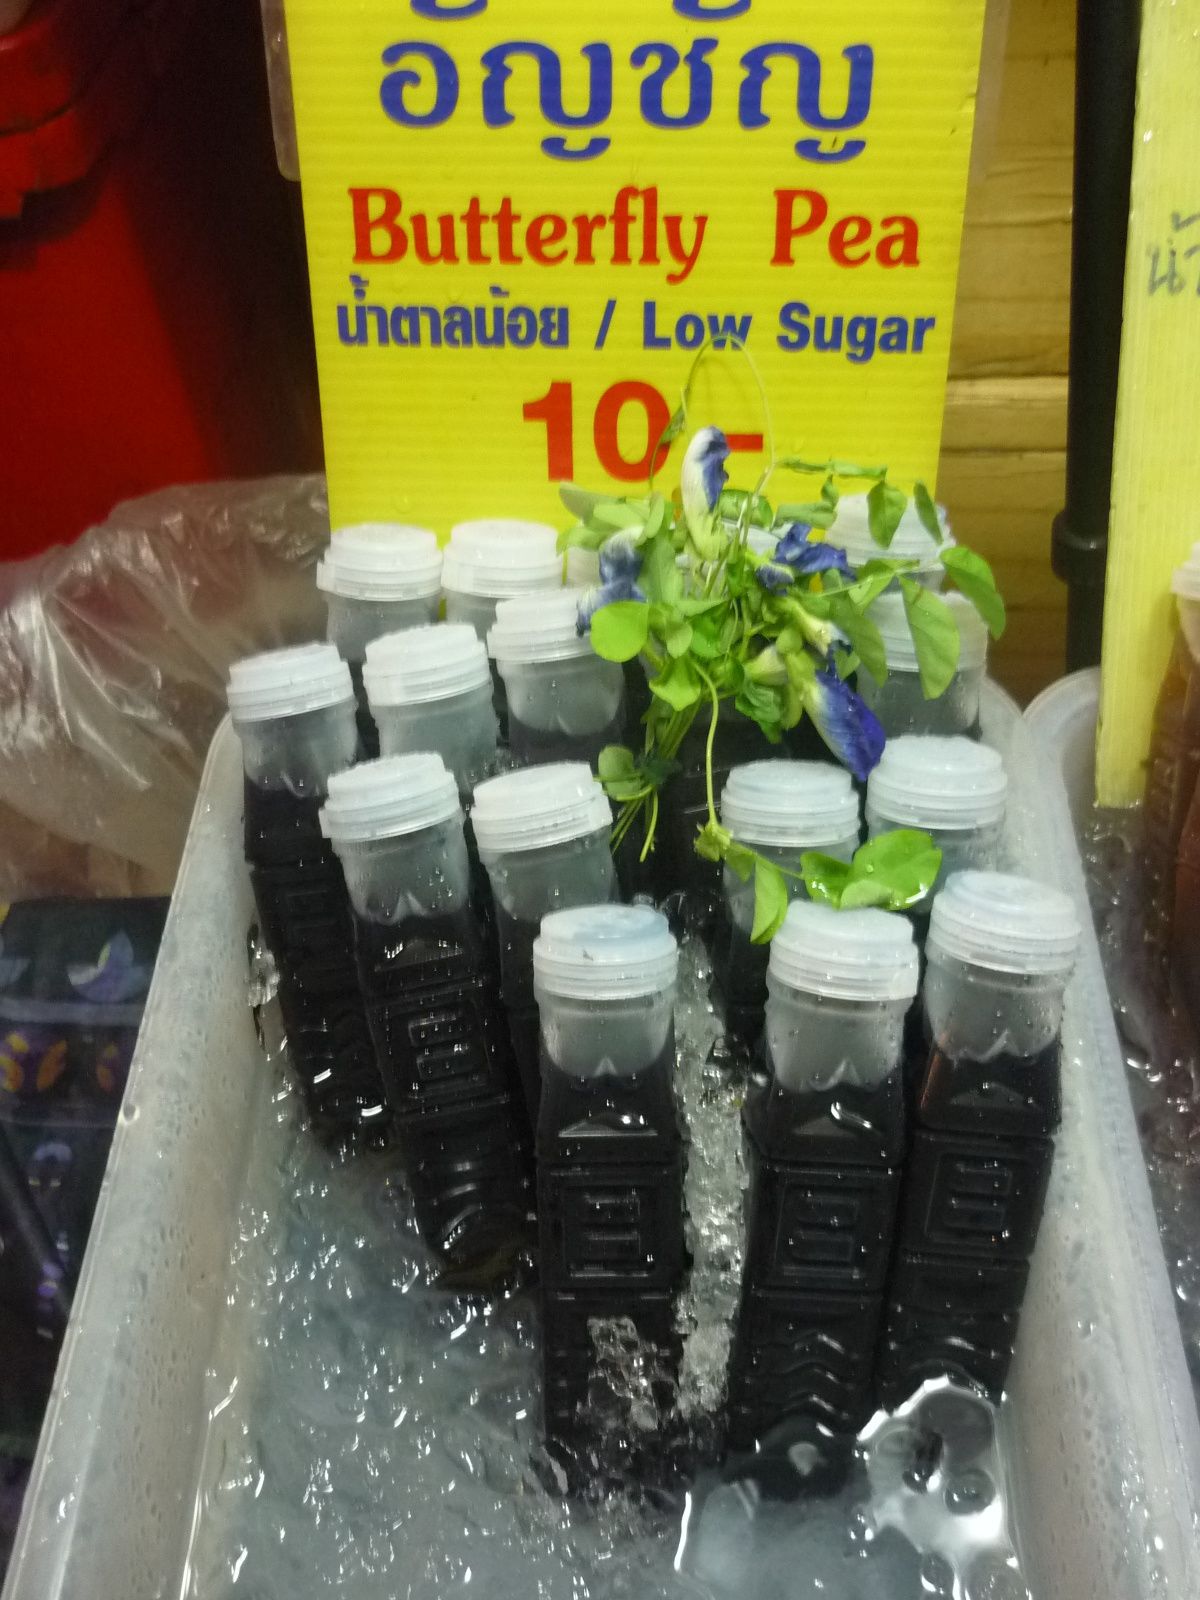 อัญชัญ
Butterfly Pea
น้ำตาลน้อย / Low Sugar
10-